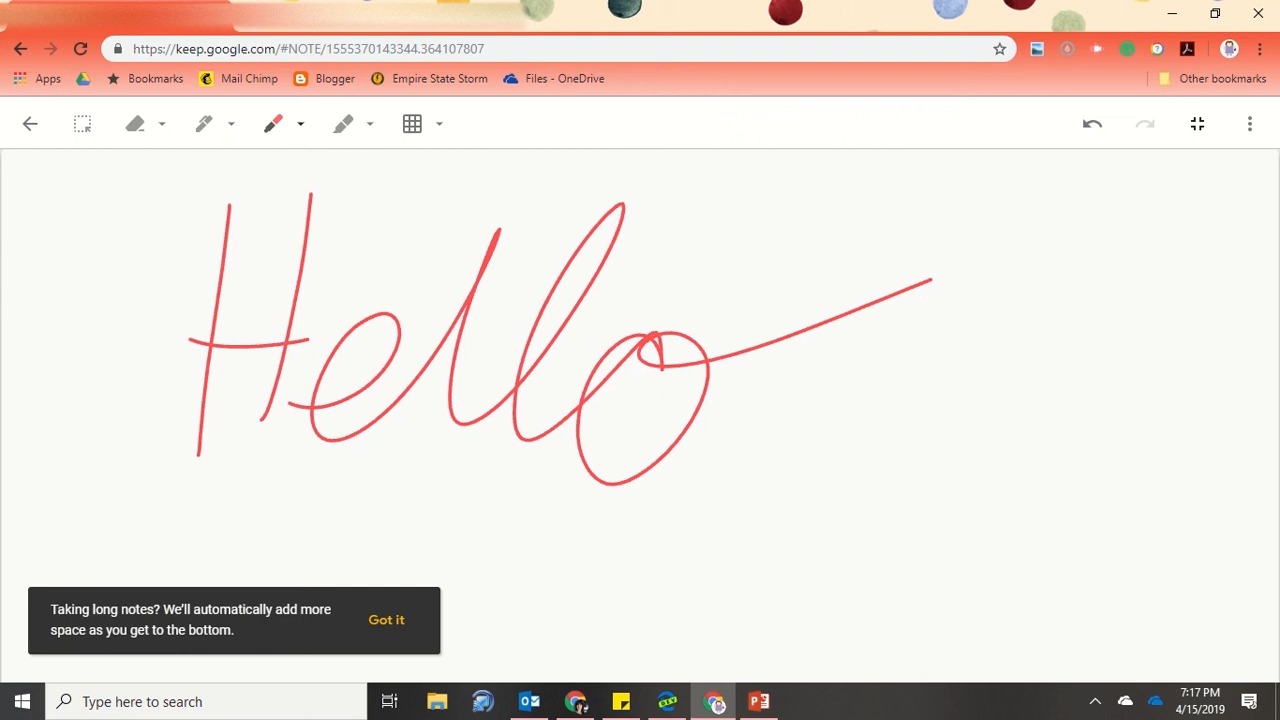 https://keep.google.com/#NOTE/1555370143344.364107807
Apps Bookmarks Mail Chimp Blogger Empire State Storm Files - OneDrive Other bookmarks
Hello
Taking long notes? We'll automatically add more
space as you get to the bottom.
Got it
Type here to search
7:17 PM
4/15/2019